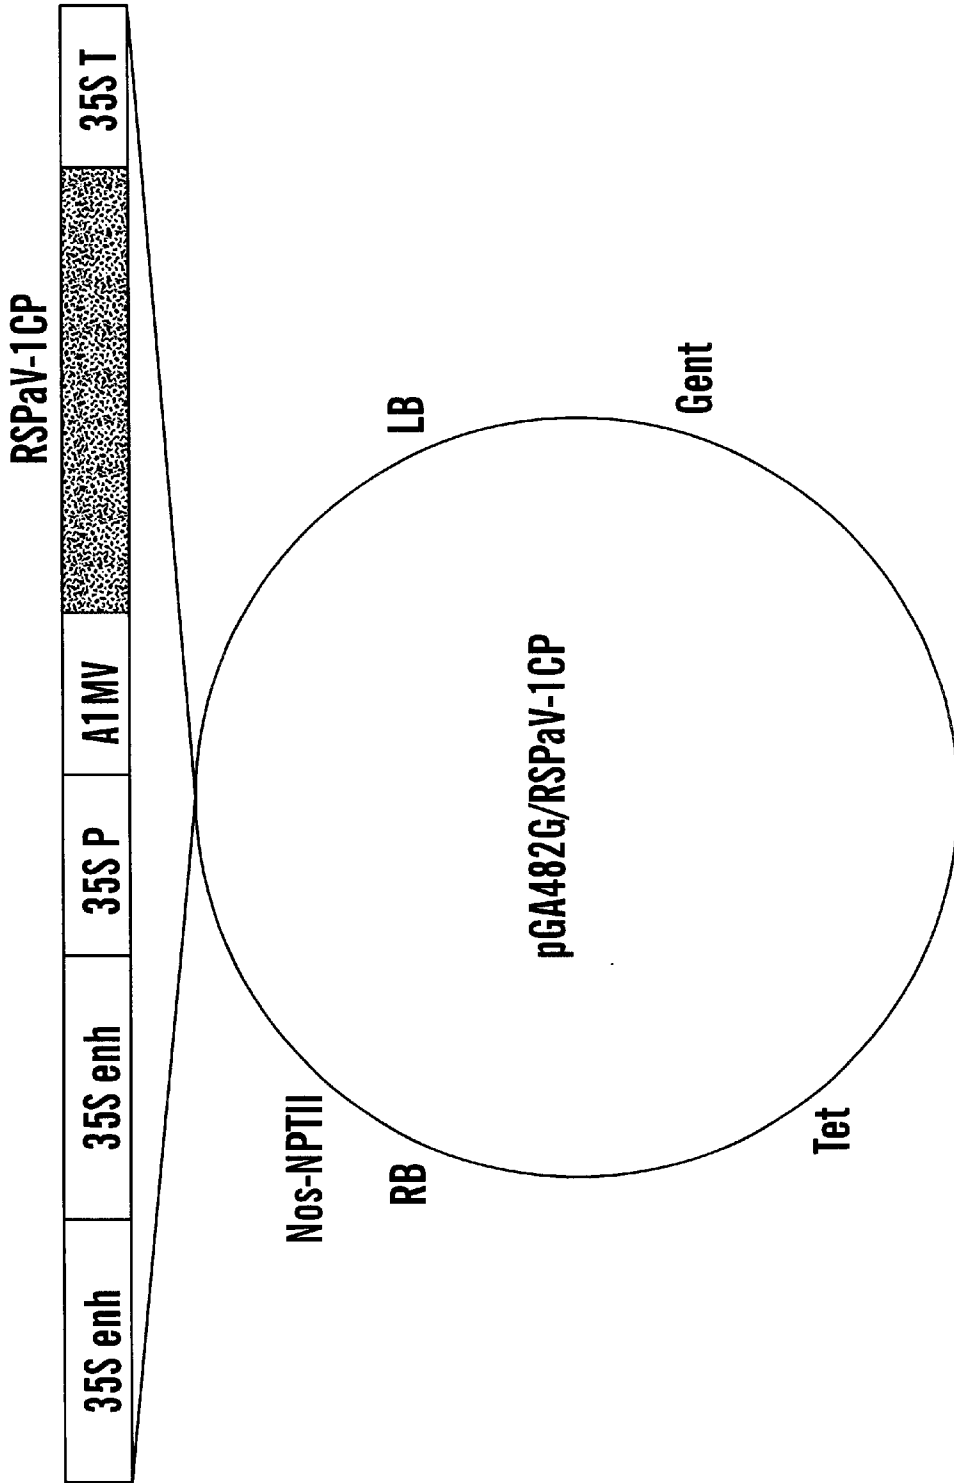 RSPaV-1CP
35S enh
35S enh
35S P
A1MV
35S T
Nos-NPTII
RB
LB
pGA482G/RSPaV-1CP
Gent
Tet